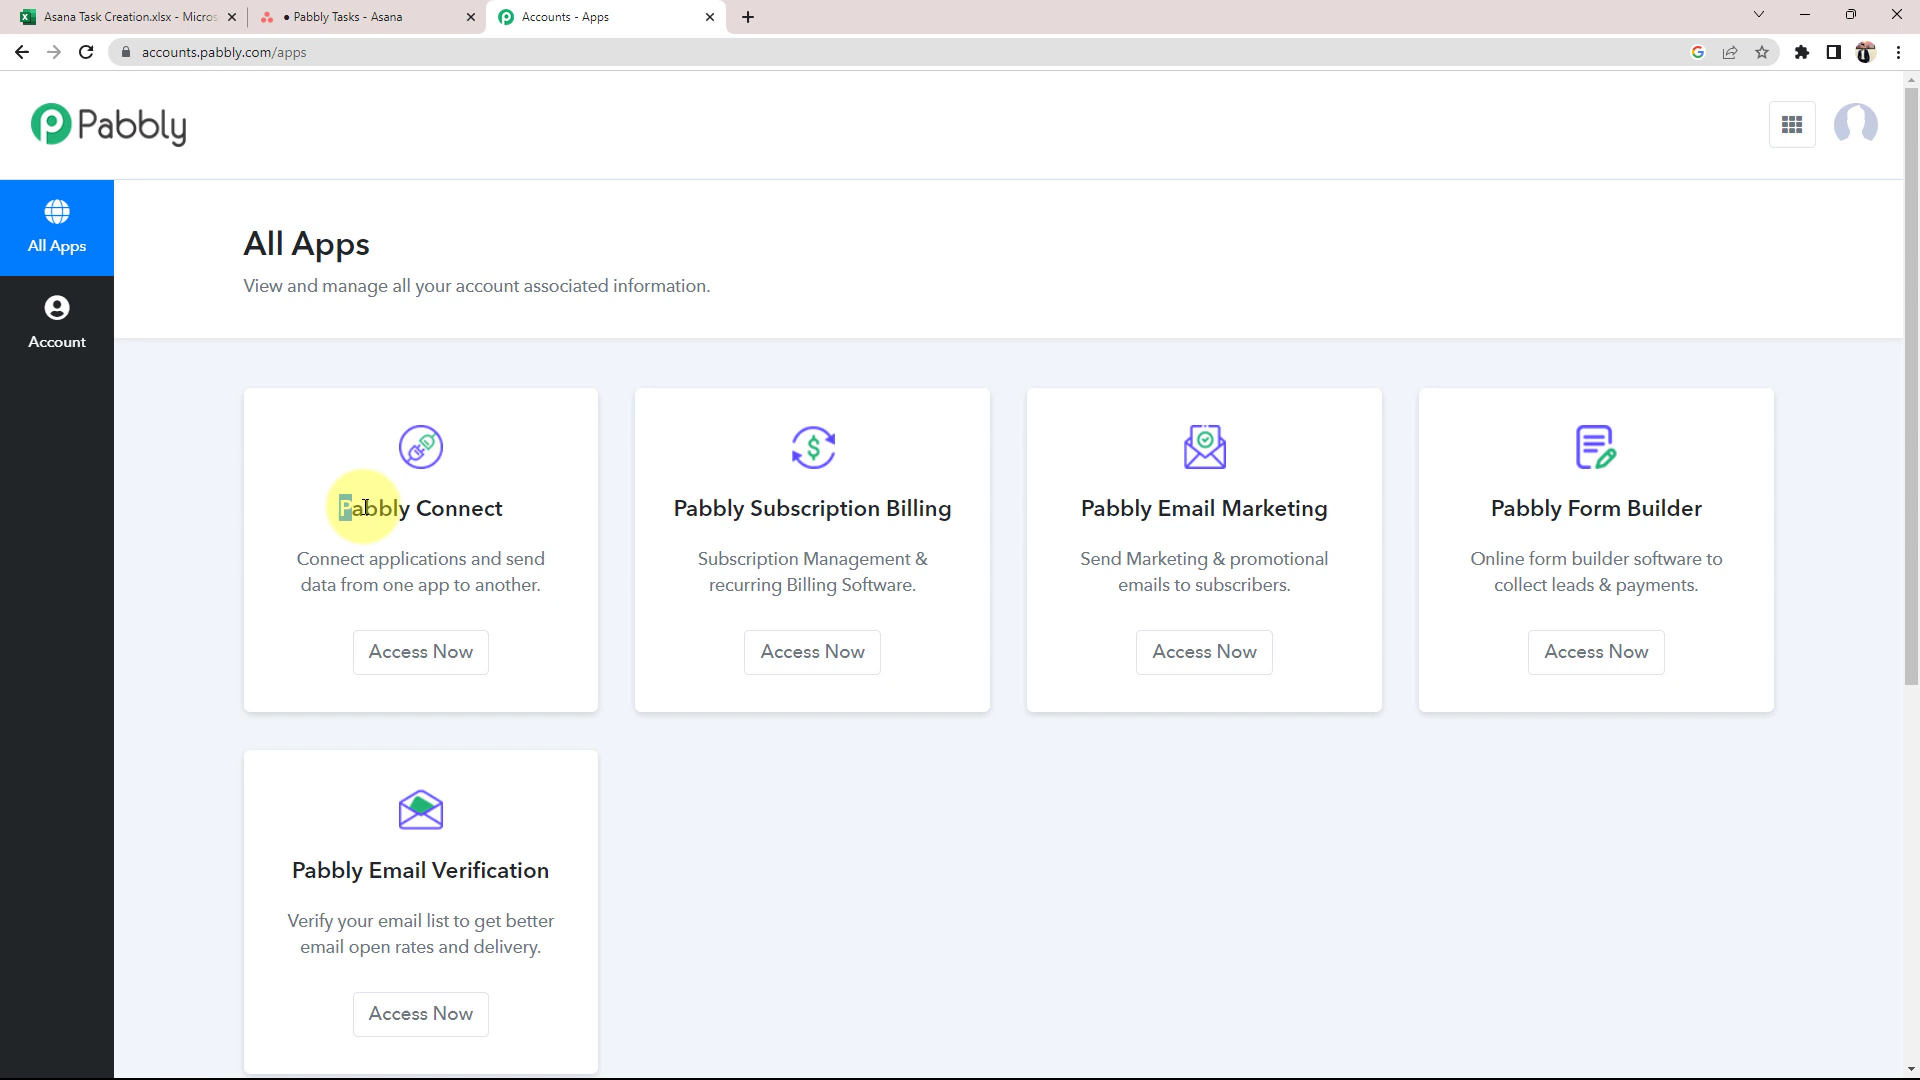 Asana Task Creation.xlsx - Micros
• Pabbly Tasks - Asana
Accounts - Apps
accounts.pabbly.com/apps
Pabbly
All Apps
Account
All Apps
View and manage all your account associated information.
Pabbly Connect
Connect applications and send
data from one app to another.
Access Now
Pabbly Subscription Billing
Subscription Management &
recurring Billing Software.
Access Now
Pabbly Email Marketing
Send Marketing & promotional
emails to subscribers.
Access Now
Pabbly Form Builder
Online form builder software to
collect leads & payments.
Access Now
Pabbly Email Verification
Verify your email list to get better
email open rates and delivery.
Access Now